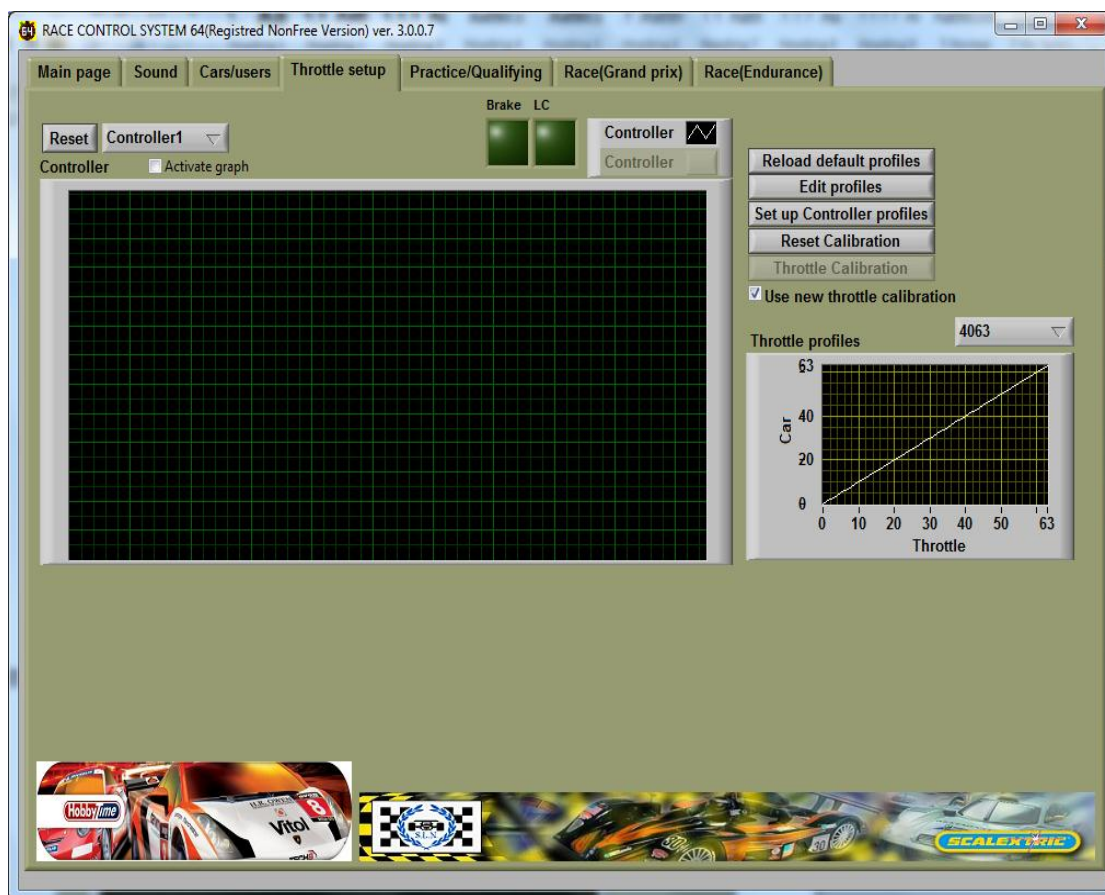 RACE CONTROL SYSTEM 64(Registred NonFree Version) ver. 3.0.0.7
Main page Sound Cars/users Throttle setup Practice/Qualifying Race(Grand prix) Race(Endurance)
Brake LC
Reset Controller1
Controller
Controller
Controller Activate graph
Reload default profiles
Edit profiles
Set up Controller profiles
Reset Calibration
Throttle Calibration
Use new throttle calibration
Throttle profiles 4063
63
40
20
0
Car
0 10 20 30 40 50 63
Throttle
HobbyTime
H.R. OWEN
8
Vitol
S.L.N
30
SCALEXTRIC